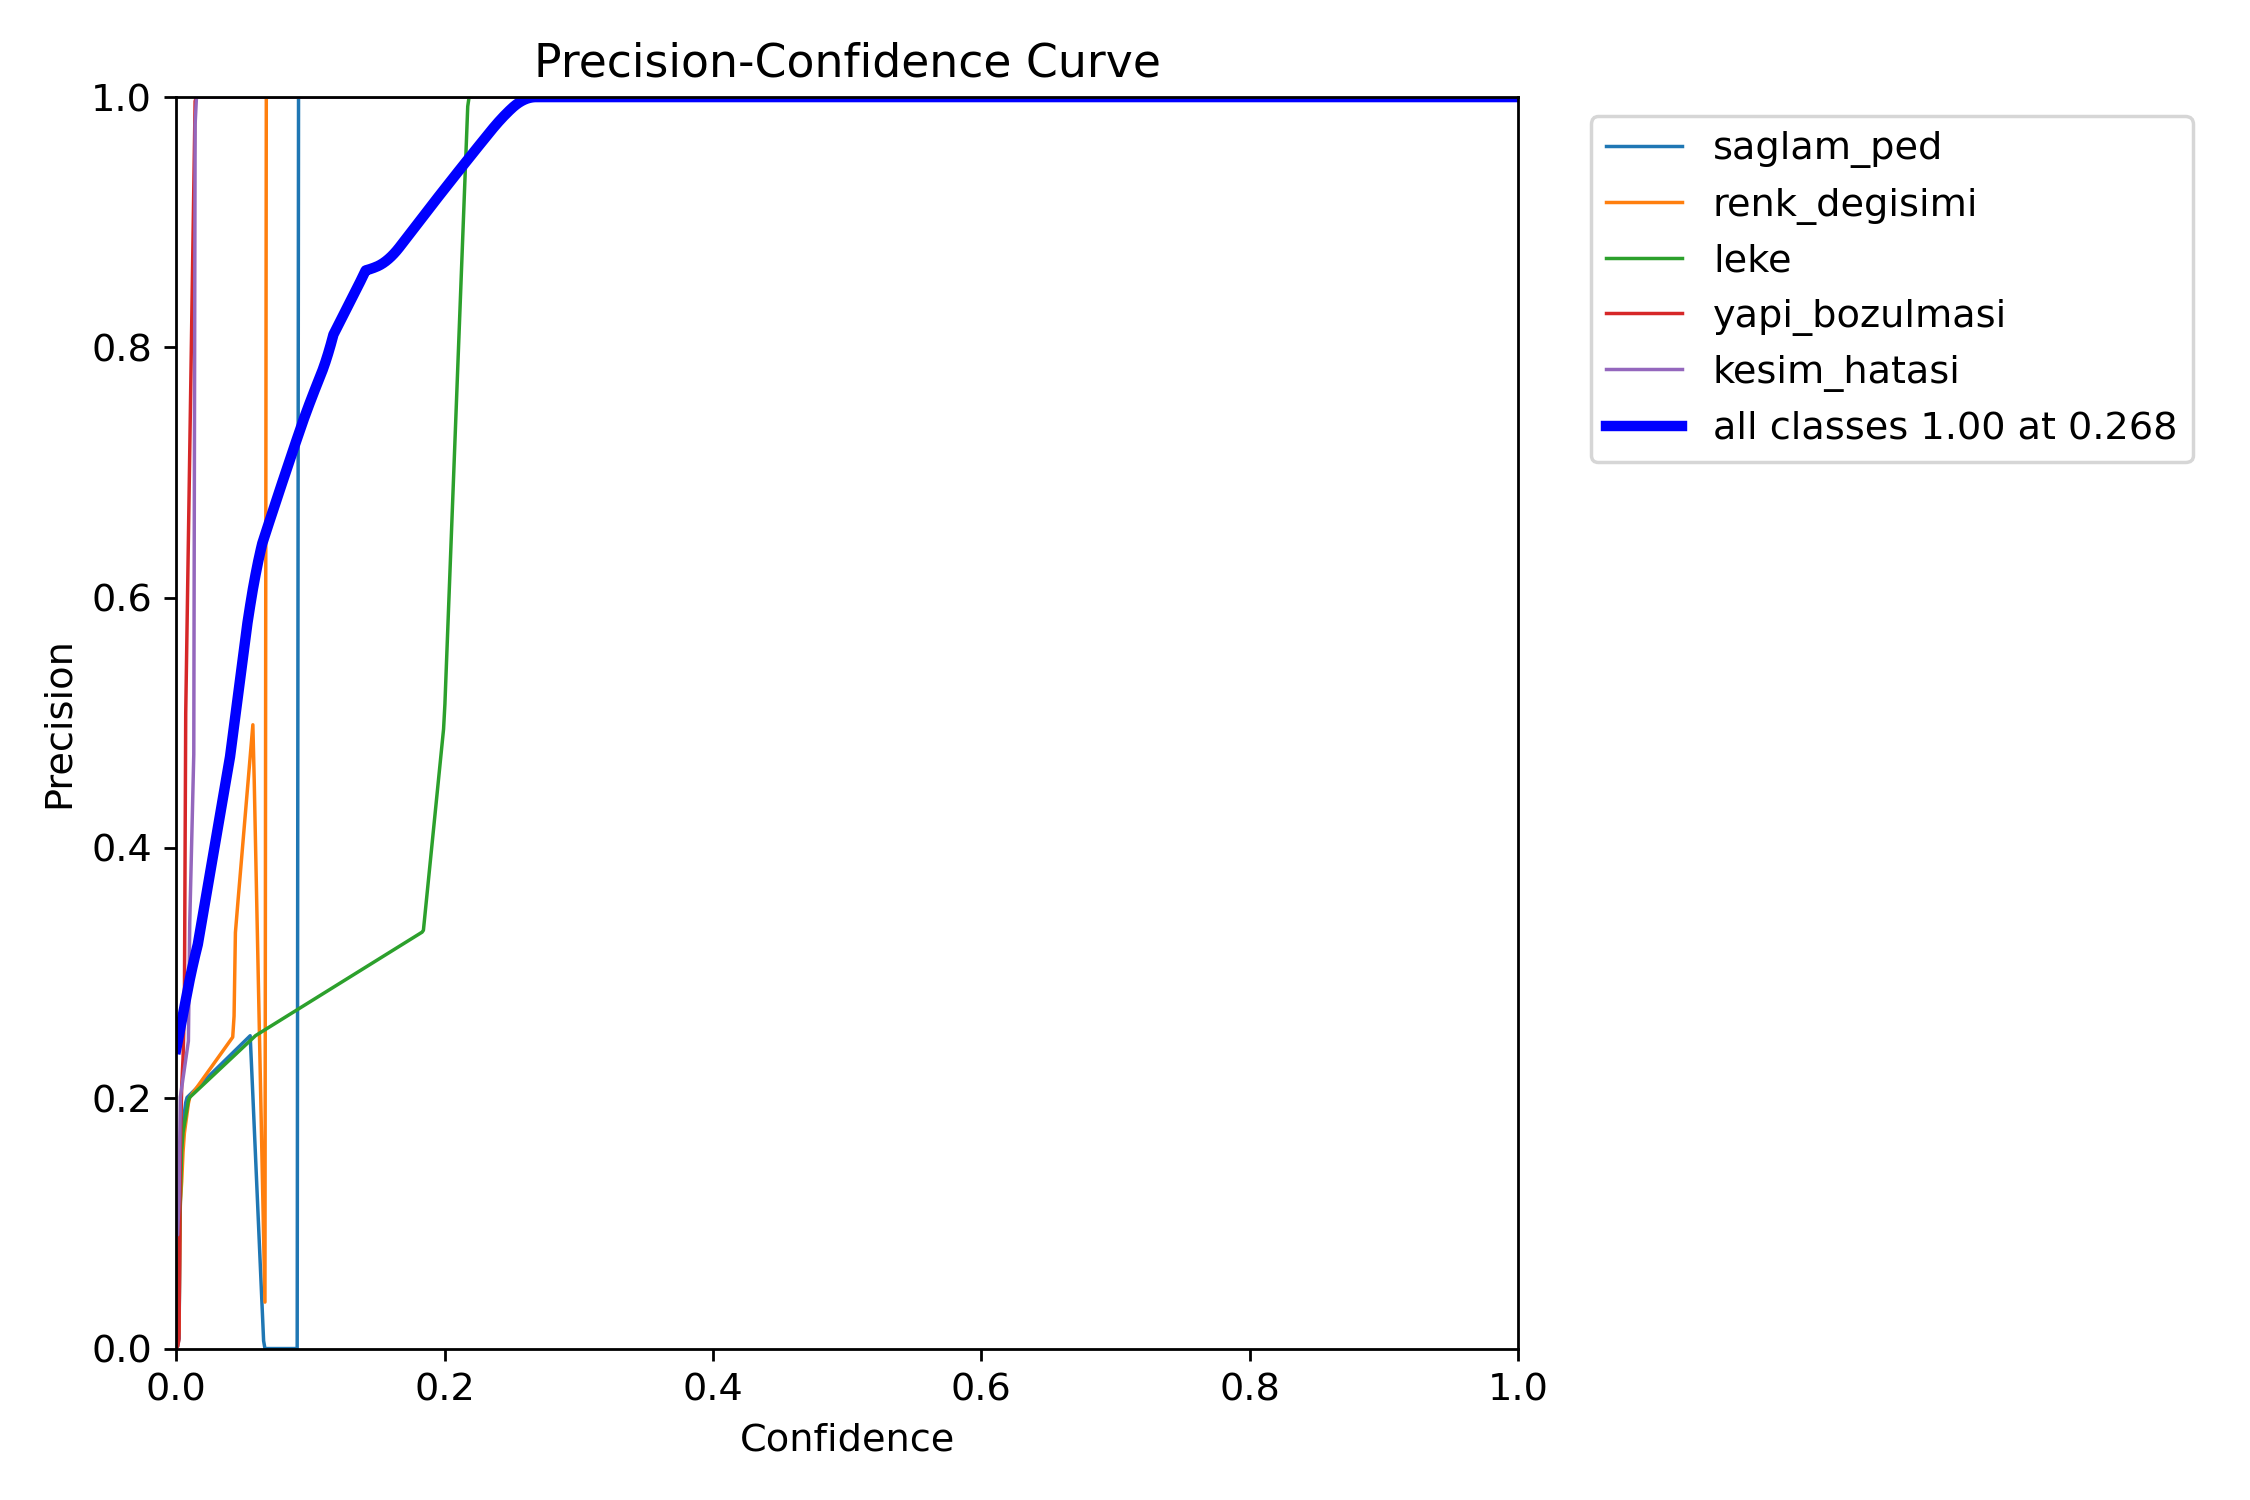 Precision-Confidence Curve
1.0
0.8
0.6
0.4
0.2
0.0
Precision
0.0 0.2 0.4 0.6 0.8 1.0
Confidence
saglam_ped
renk_degisimi
leke
yapi_bozulmasi
kesim_hatasi
all classes 1.00 at 0.268